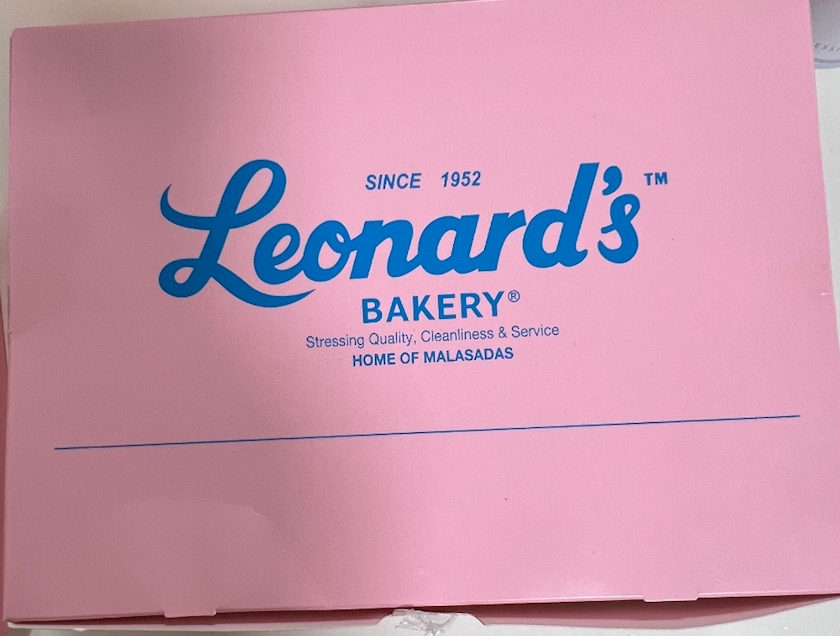 SINCE 1952
Leonard's™
BAKERY®
Stressing Quality, Cleanliness & Service
HOME OF MALASADAS